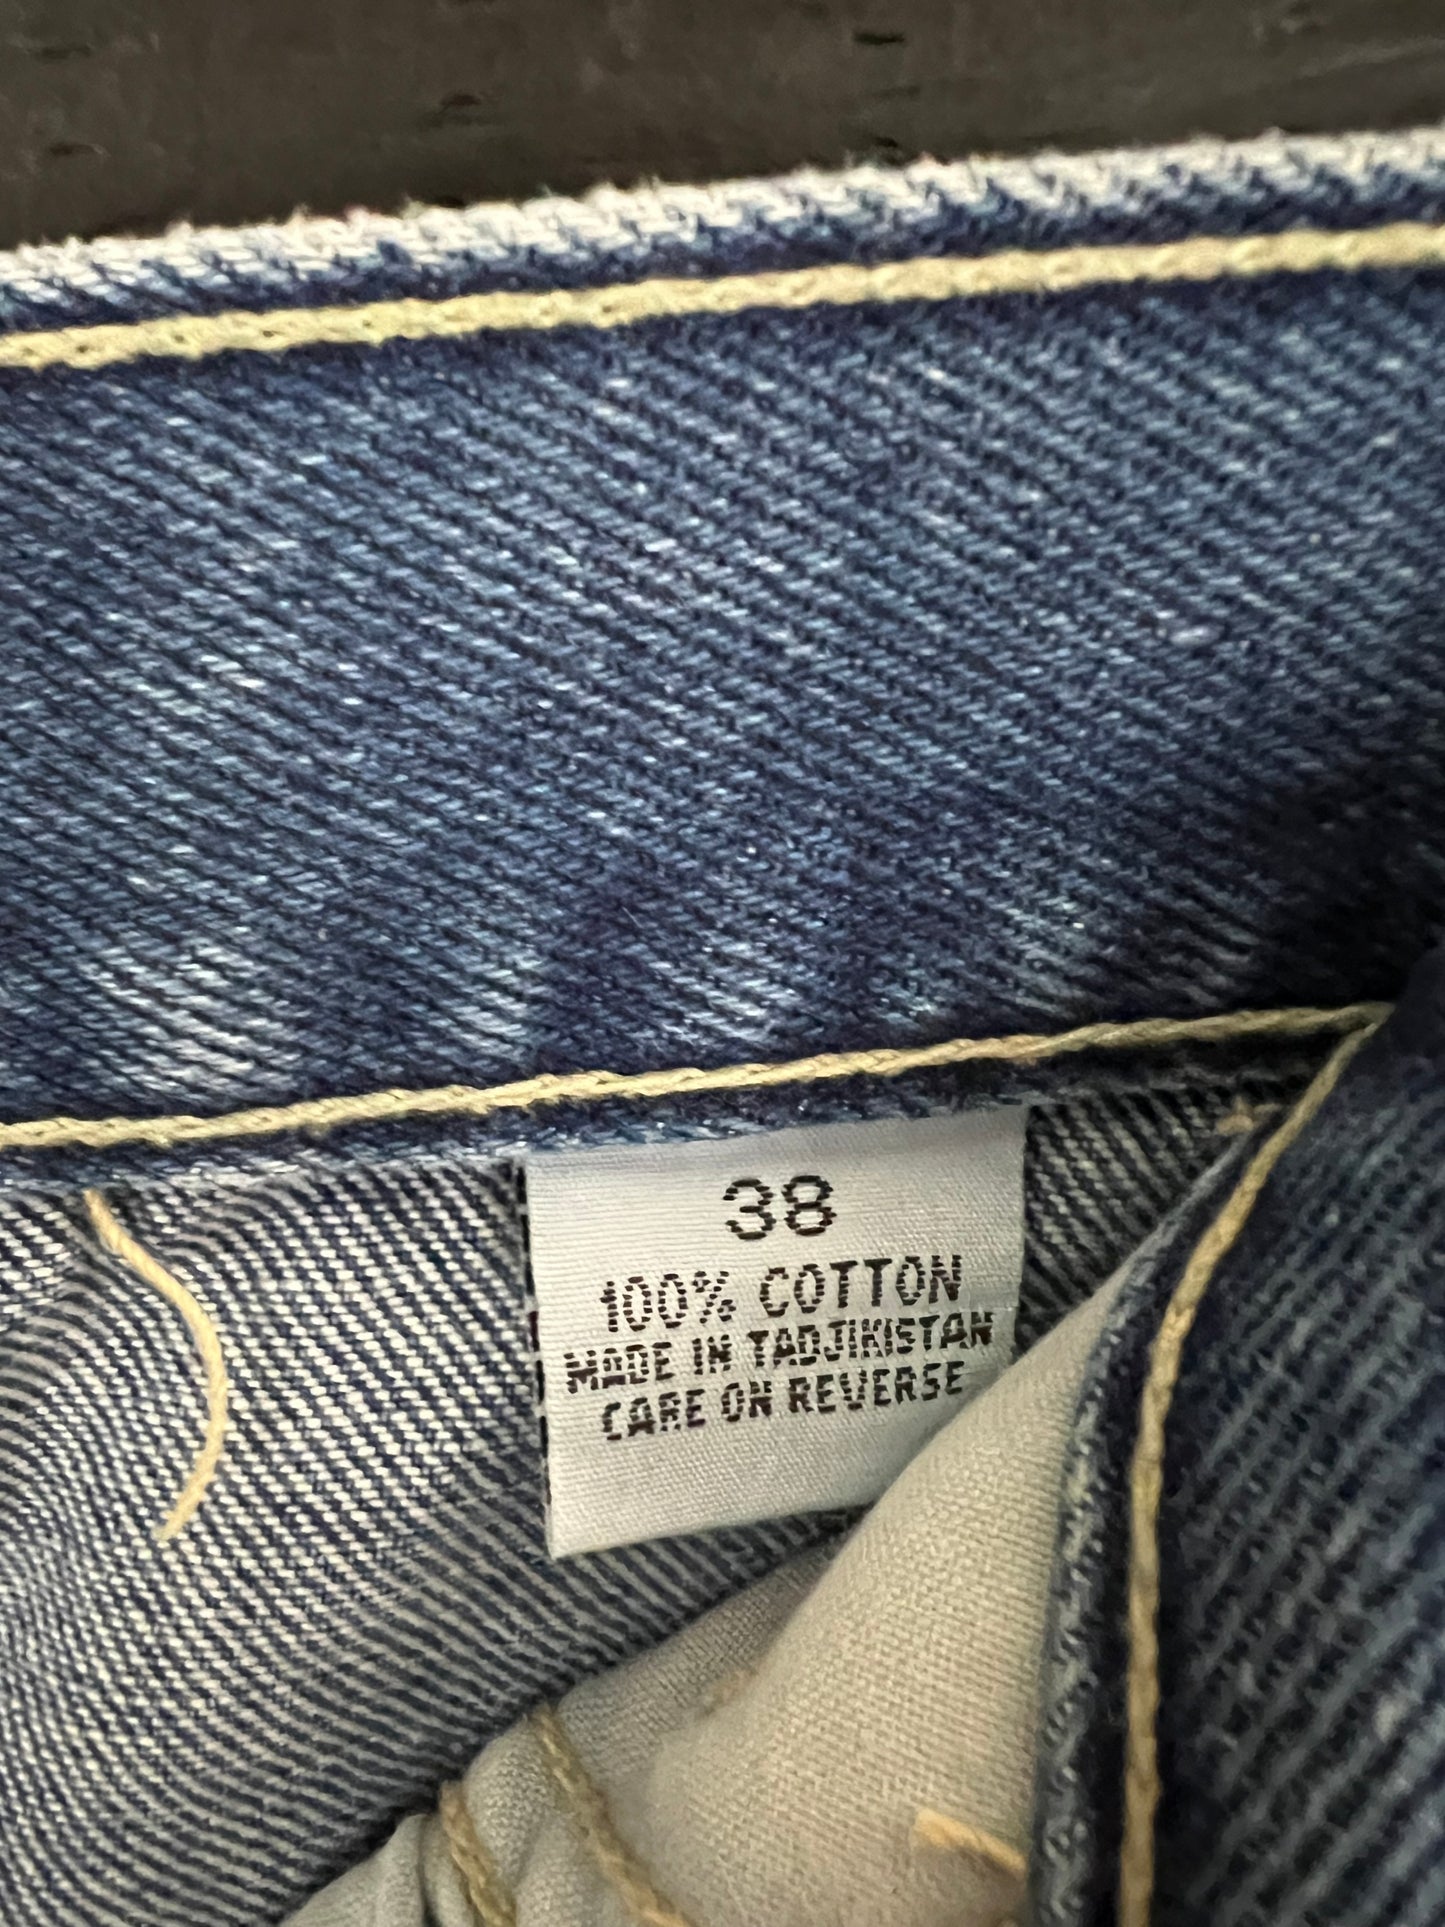 38
100% COTTON
MADE IN TADJIKISTAN
CARE ON REVERSE